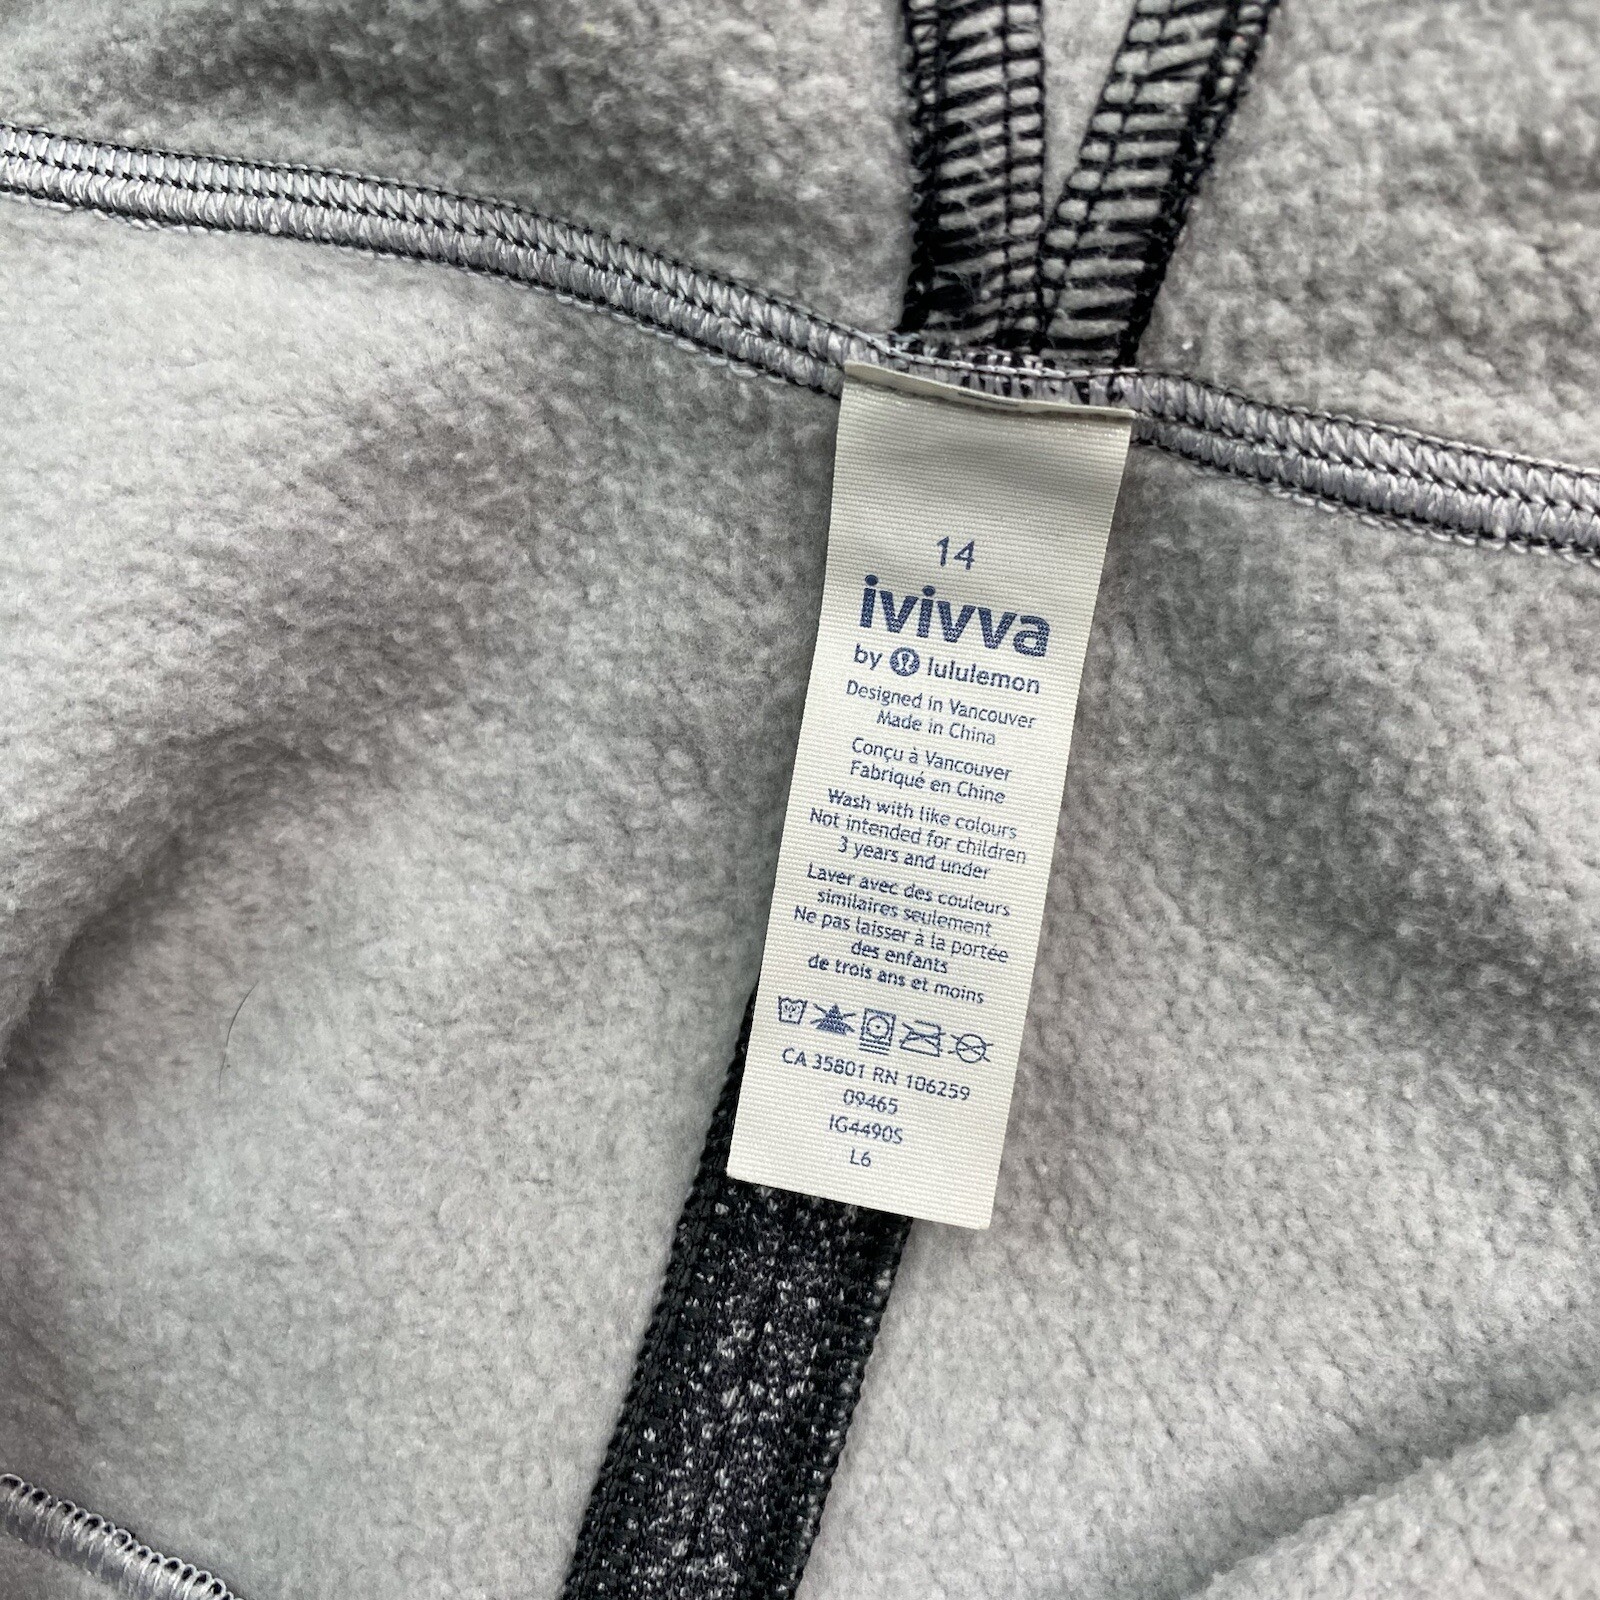 14
ivivva
by lululemon
Designed in Vancouver
Made in China
Conçu à Vancouver
Fabriqué en Chine
Wash with like colours
Not intended for children
3 years and under
Laver avec des couleurs
similaires seulement
Ne pas laisser à la portée
des enfants
de trois ans et moins
CA 35801 RN 106259
09465
IG4490S
L6